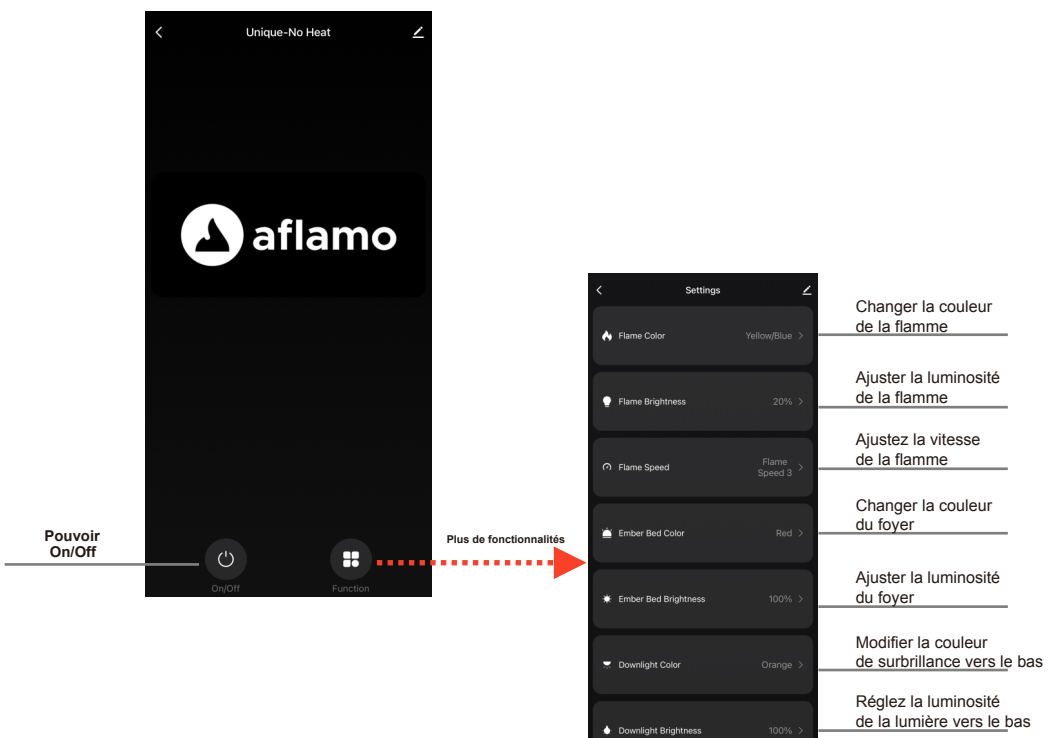 Unique-No Heat
aflamo
Pouvoir
On/Off
On/Off
Function
Plus de fonctionnalités
Settings
Flame Color
Yellow/Blue
Changer la couleur
de la flamme
Flame Brightness
20%
Ajuster la luminosité
de la flamme
Flame Speed
Flame
Speed 3
Ajustez la vitesse
de la flamme
Ember Bed Color
Red
Changer la couleur
du foyer
Ember Bed Brightness
100%
Ajuster la luminosité
du foyer
Downlight Color
Orange
Modifier la couleur
de surbrillance vers le bas
Downlight Brightness
100%
Réglez la luminosité
de la lumière vers le bas